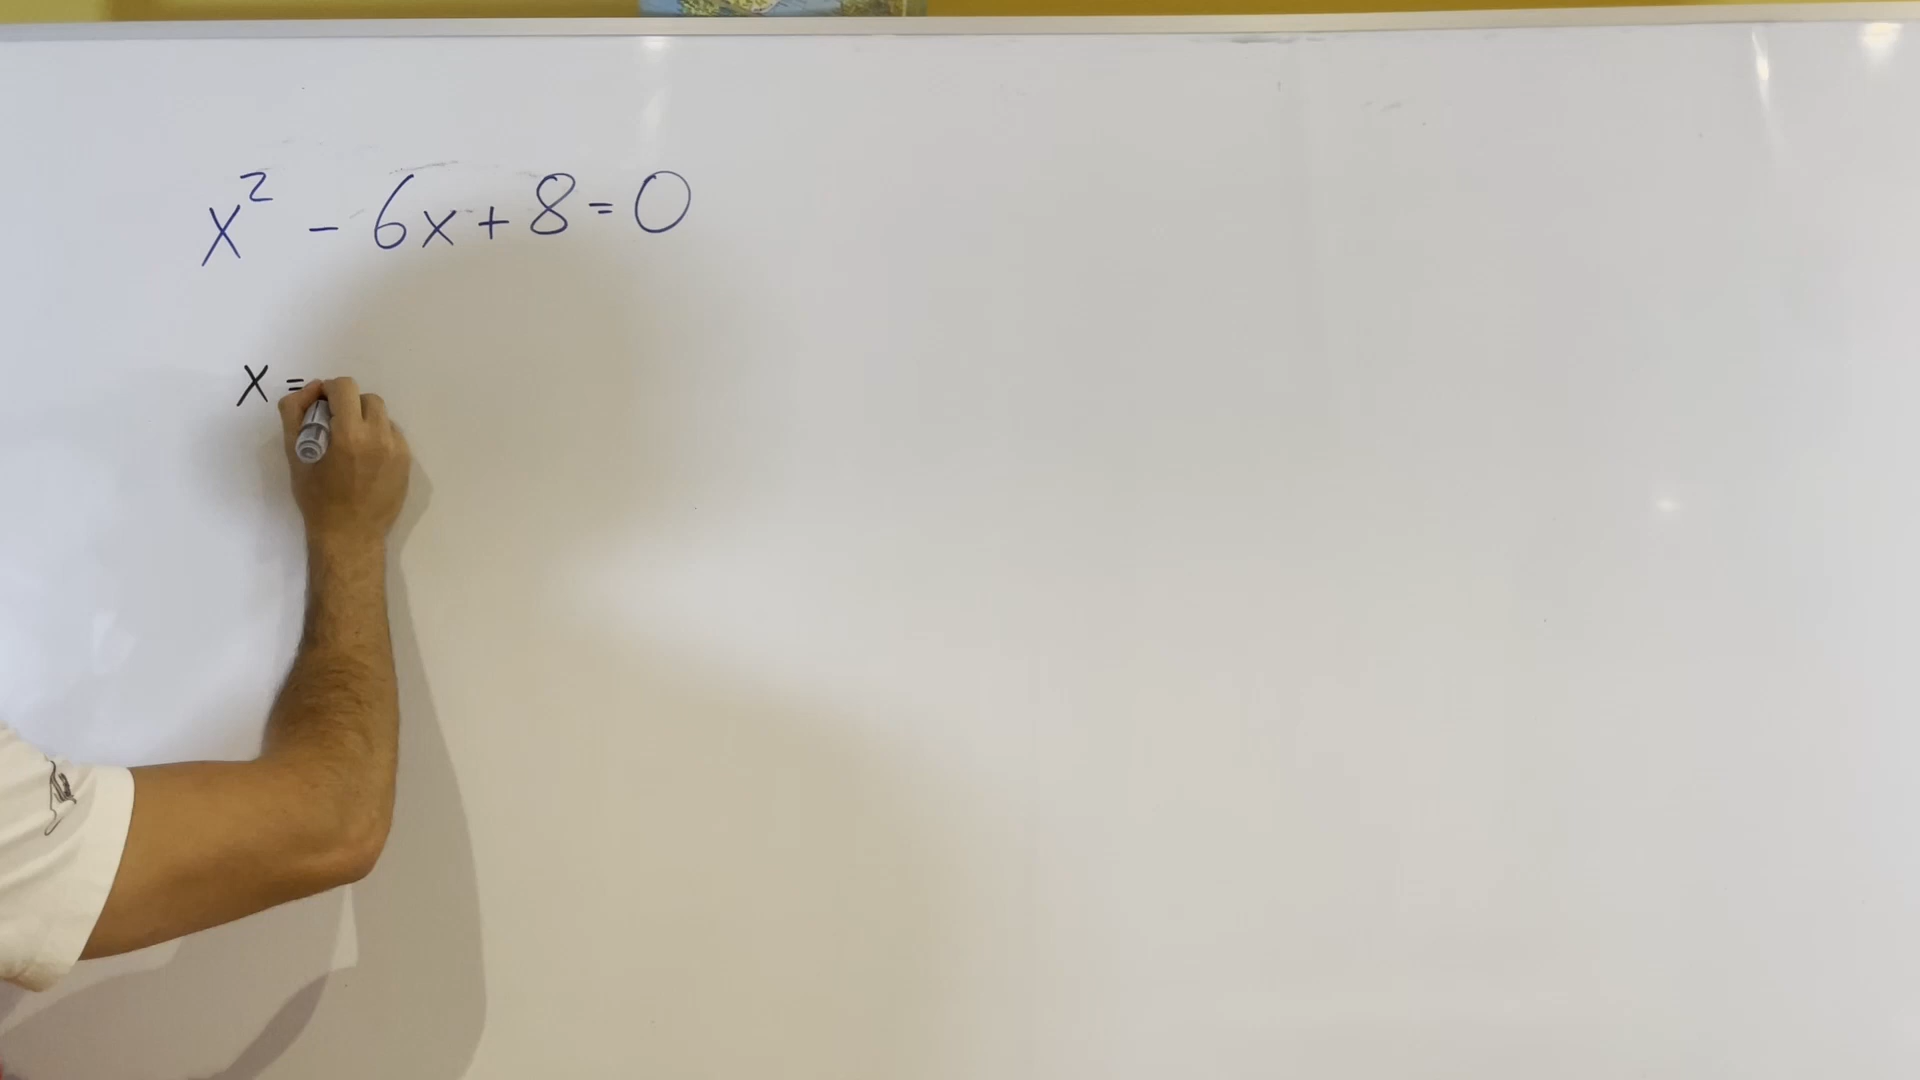 x² - 6x + 8 = 0
x =